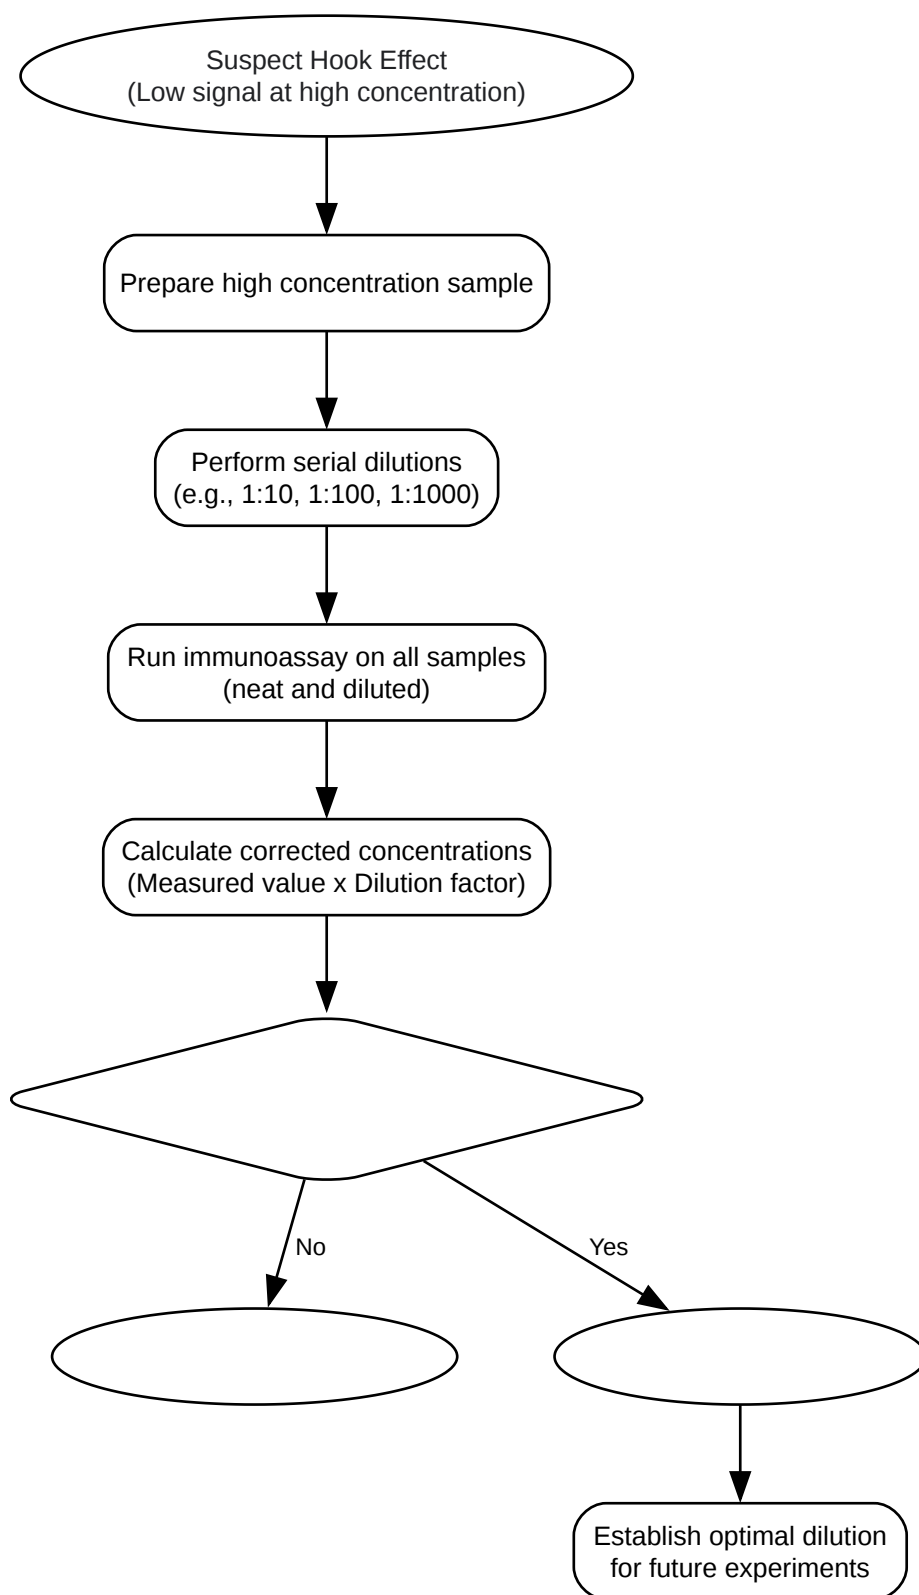 Suspect Hook Effect
(Low signal at high concentration)
Prepare high concentration sample
Perform serial dilutions
(e.g., 1:10, 1:100, 1:1000)
Run immunoassay on all samples
(neat and diluted)
Calculate corrected concentrations
(Measured value x Dilution factor)
No
Yes
Establish optimal dilution
for future experiments